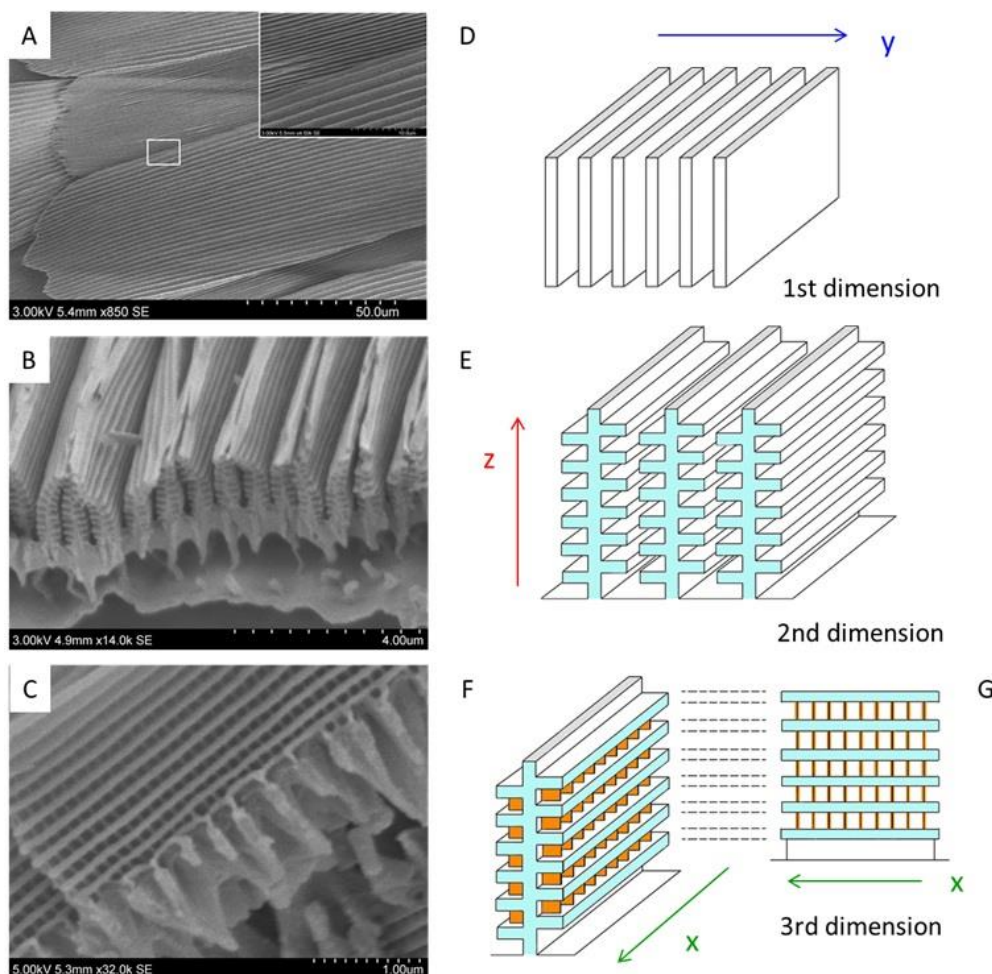 A
3.00kV 5.4mm x850 SE
50.0um
B
3.00kV 4.9mm x14.0k SE
4.00um
C
5.00kV 5.3mm x32.0k SE
1.00um
D
y
1st dimension
E
z
2nd dimension
F
G
x
x
3rd dimension